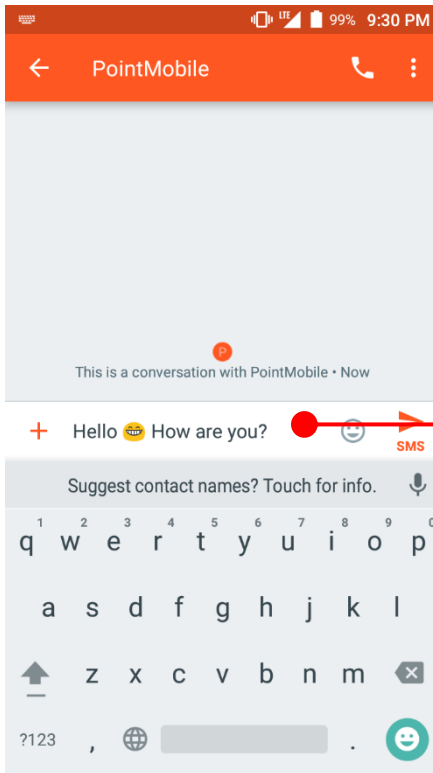 LTE 99% 9:30 PM
PointMobile
P
This is a conversation with PointMobile • Now
Hello 😁 How are you?
SMS
Suggest contact names? Touch for info.
1 2 3 4 5 6 7 8 9 0
q w e r t y u i o p
a s d f g h j k l
z x c v b n m
?123 , .